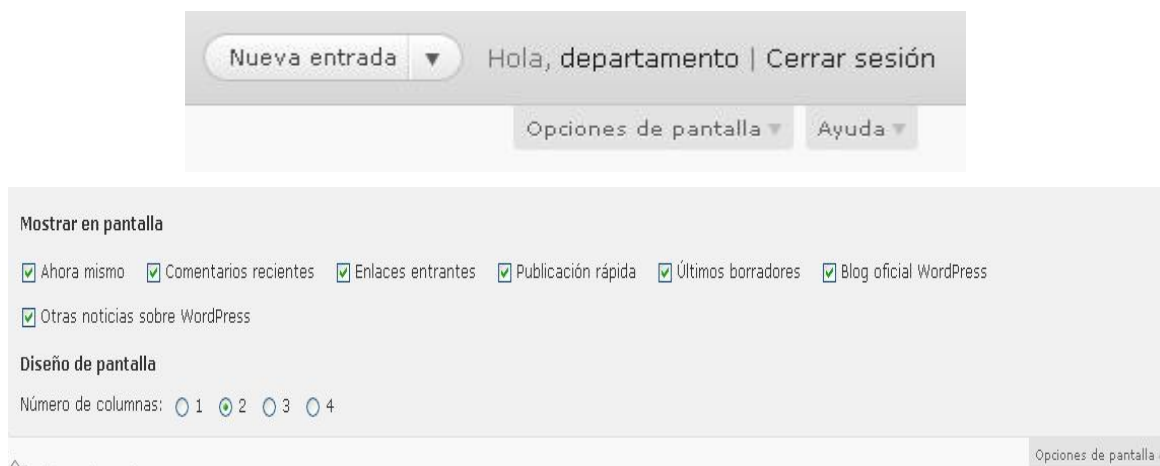 Nueva entrada Hola, departamento | Cerrar sesión
Opciones de pantalla Ayuda
Mostrar en pantalla
Ahora mismo Comentarios recientes Enlaces entrantes Publicación rápida Últimos borradores Blog oficial WordPress
Otras noticias sobre WordPress
Diseño de pantalla
Número de columnas: 1 2 3 4
Opciones de pantalla